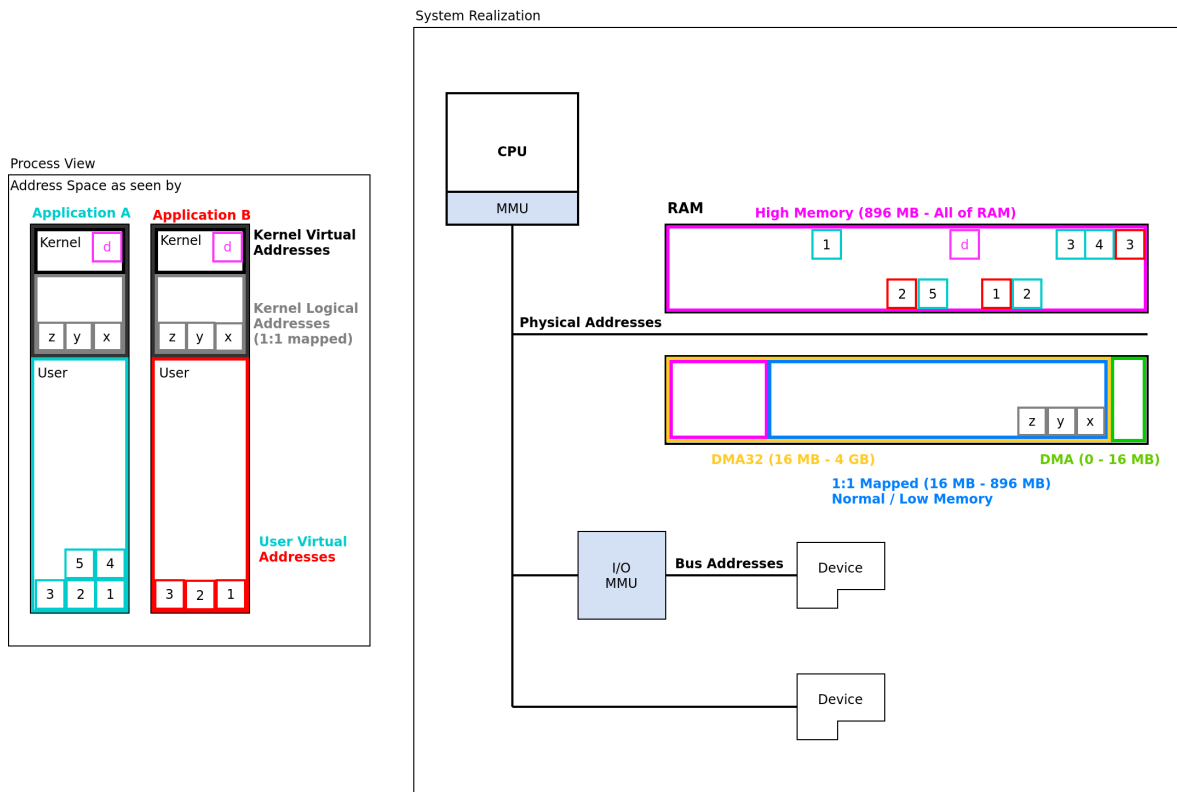 System Realization
CPU
MMU
Process View
Address Space as seen by
Application A
Application B
Kernel
d
Kernel
d
Kernel Virtual
Addresses
Kernel Logical
Addresses
(1:1 mapped)
z y x
z y x
User
User
User Virtual
Addresses
5 4
3 2 1
3 2 1
RAM
High Memory (896 MB - All of RAM)
1 d 3 4 3
2 5 1 2
Physical Addresses
z y x
DMA32 (16 MB - 4 GB)
DMA (0 - 16 MB)
1:1 Mapped (16 MB - 896 MB)
Normal / Low Memory
I/O
MMU
Bus Addresses
Device
Device